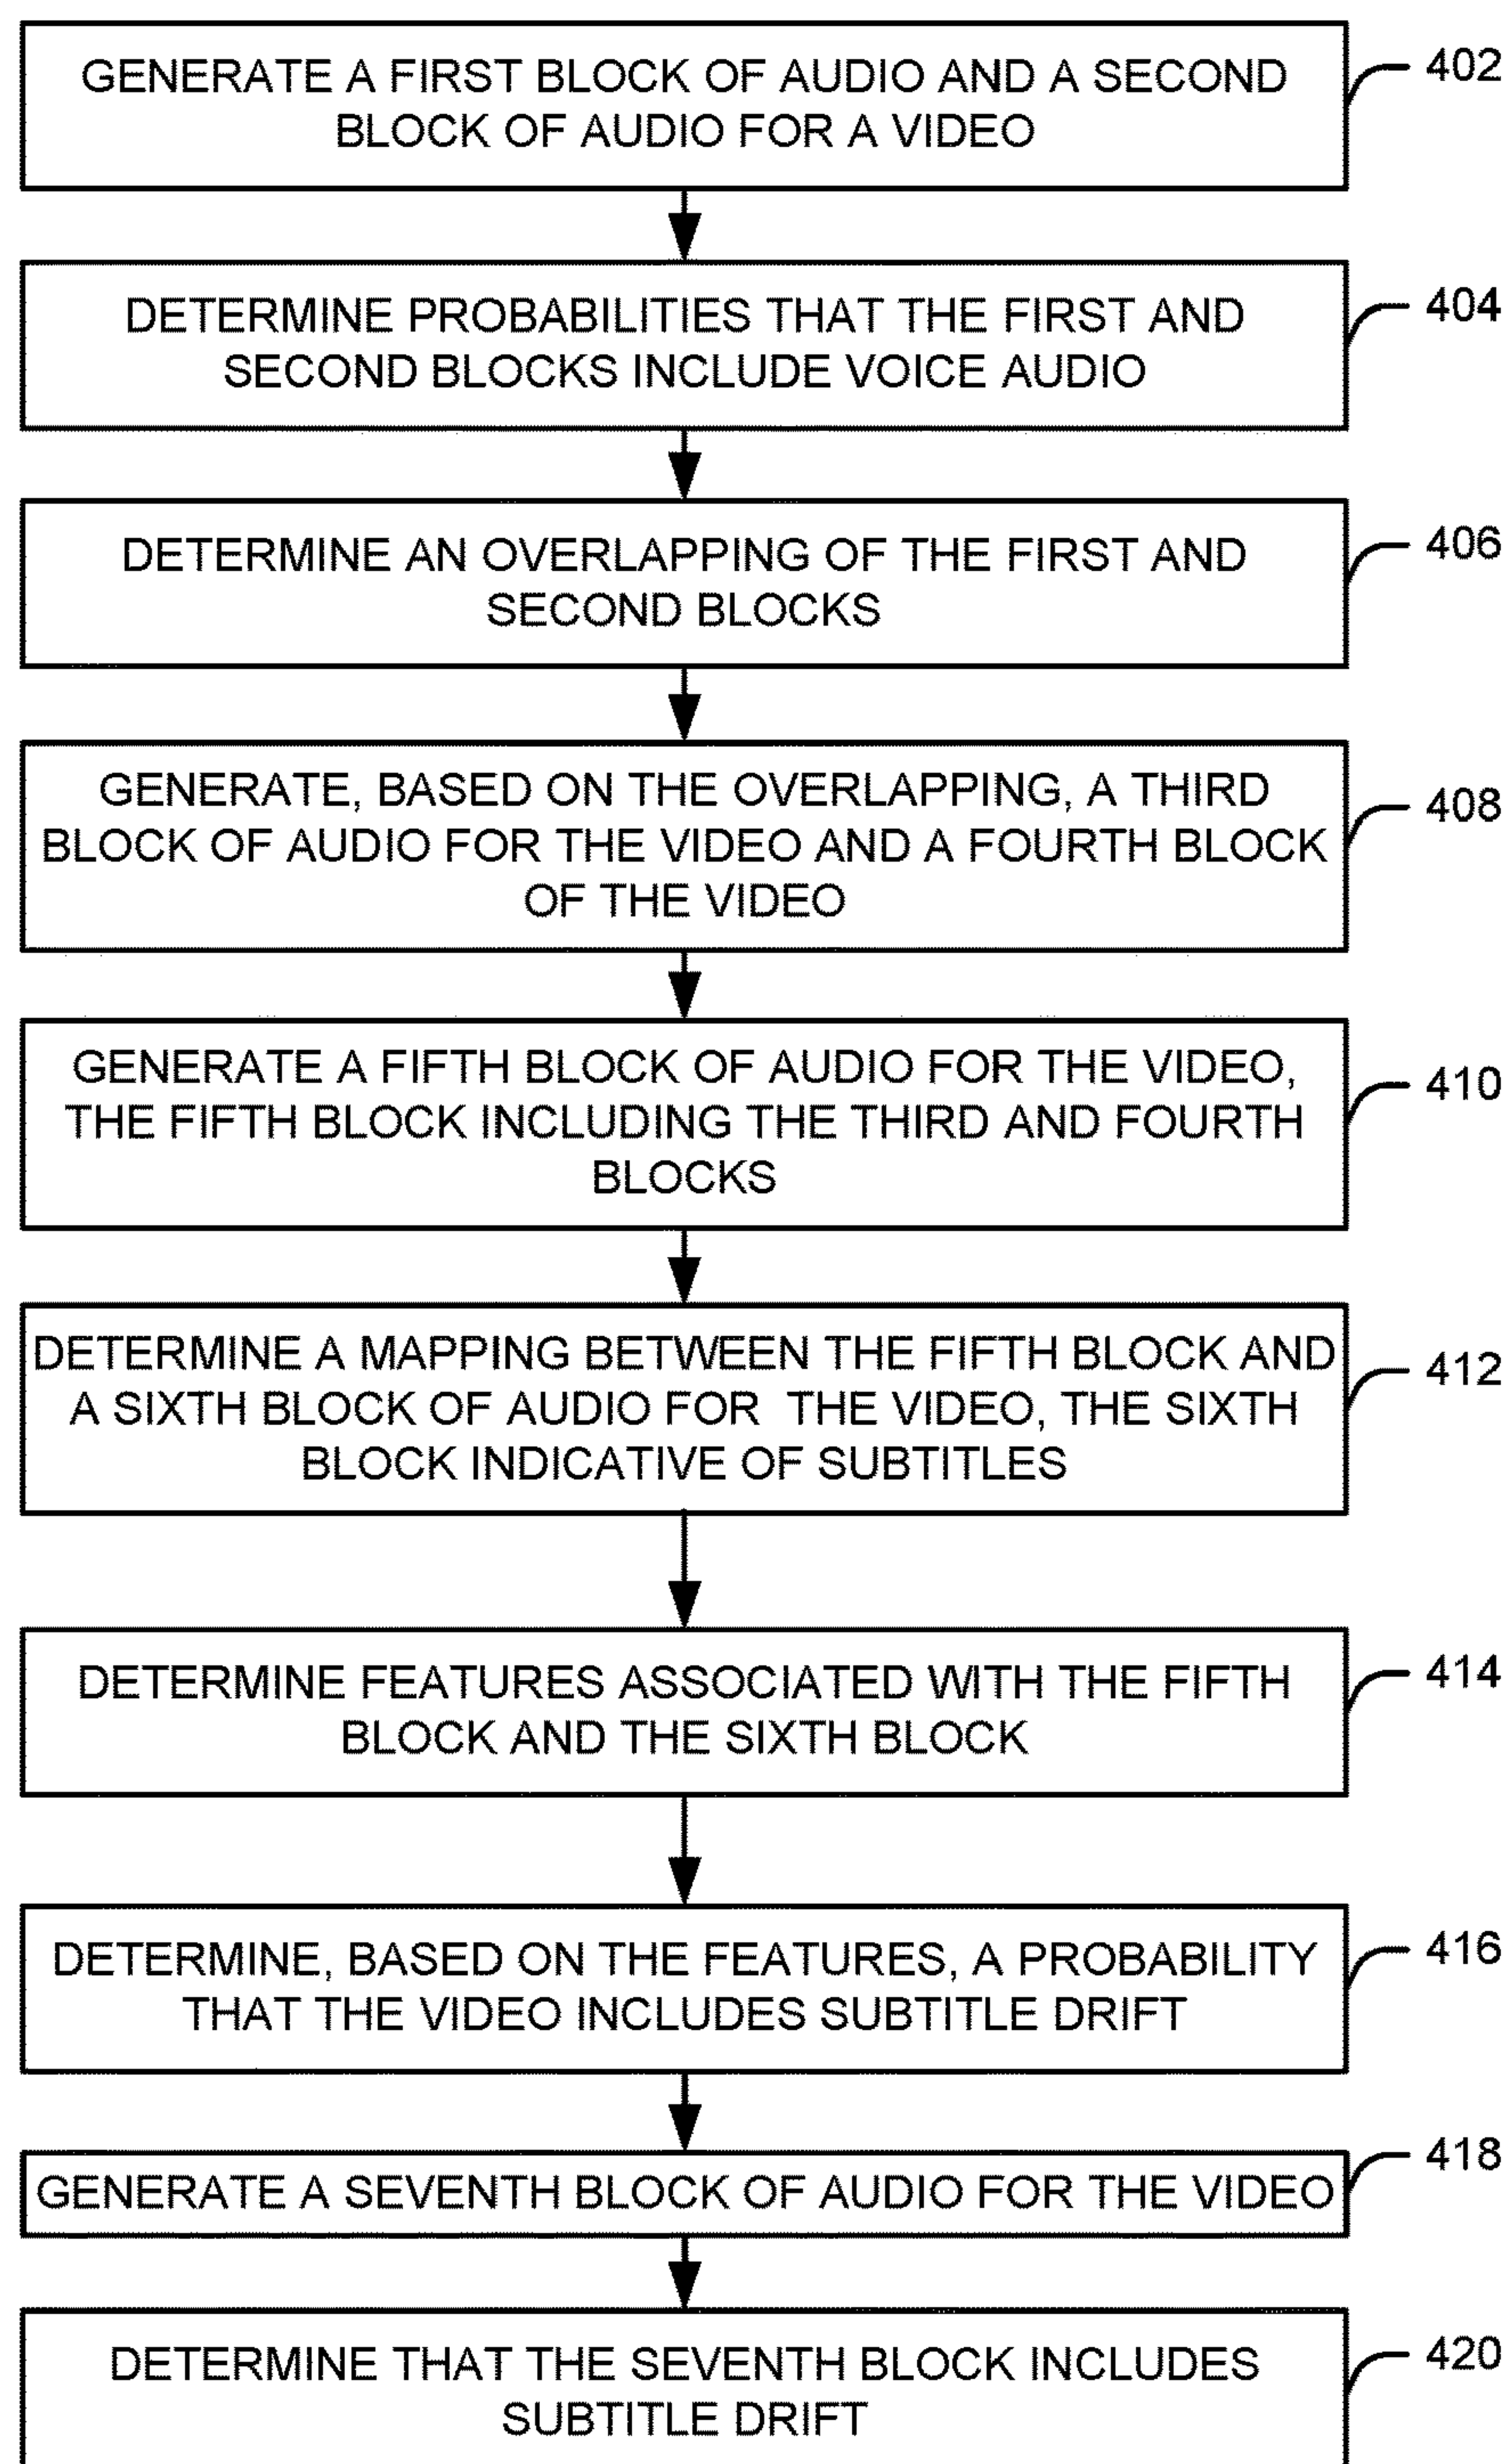 GENERATE A FIRST BLOCK OF AUDIO AND A SECOND
BLOCK OF AUDIO FOR A VIDEO
402
DETERMINE PROBABILITIES THAT THE FIRST AND
SECOND BLOCKS INCLUDE VOICE AUDIO
404
DETERMINE AN OVERLAPPING OF THE FIRST AND
SECOND BLOCKS
406
GENERATE, BASED ON THE OVERLAPPING, A THIRD
BLOCK OF AUDIO FOR THE VIDEO AND A FOURTH BLOCK
OF THE VIDEO
408
GENERATE A FIFTH BLOCK OF AUDIO FOR THE VIDEO,
THE FIFTH BLOCK INCLUDING THE THIRD AND FOURTH
BLOCKS
410
DETERMINE A MAPPING BETWEEN THE FIFTH BLOCK AND
A SIXTH BLOCK OF AUDIO FOR THE VIDEO, THE SIXTH
BLOCK INDICATIVE OF SUBTITLES
412
DETERMINE FEATURES ASSOCIATED WITH THE FIFTH
BLOCK AND THE SIXTH BLOCK
414
DETERMINE, BASED ON THE FEATURES, A PROBABILITY
THAT THE VIDEO INCLUDES SUBTITLE DRIFT
416
GENERATE A SEVENTH BLOCK OF AUDIO FOR THE VIDEO
418
DETERMINE THAT THE SEVENTH BLOCK INCLUDES
SUBTITLE DRIFT
420